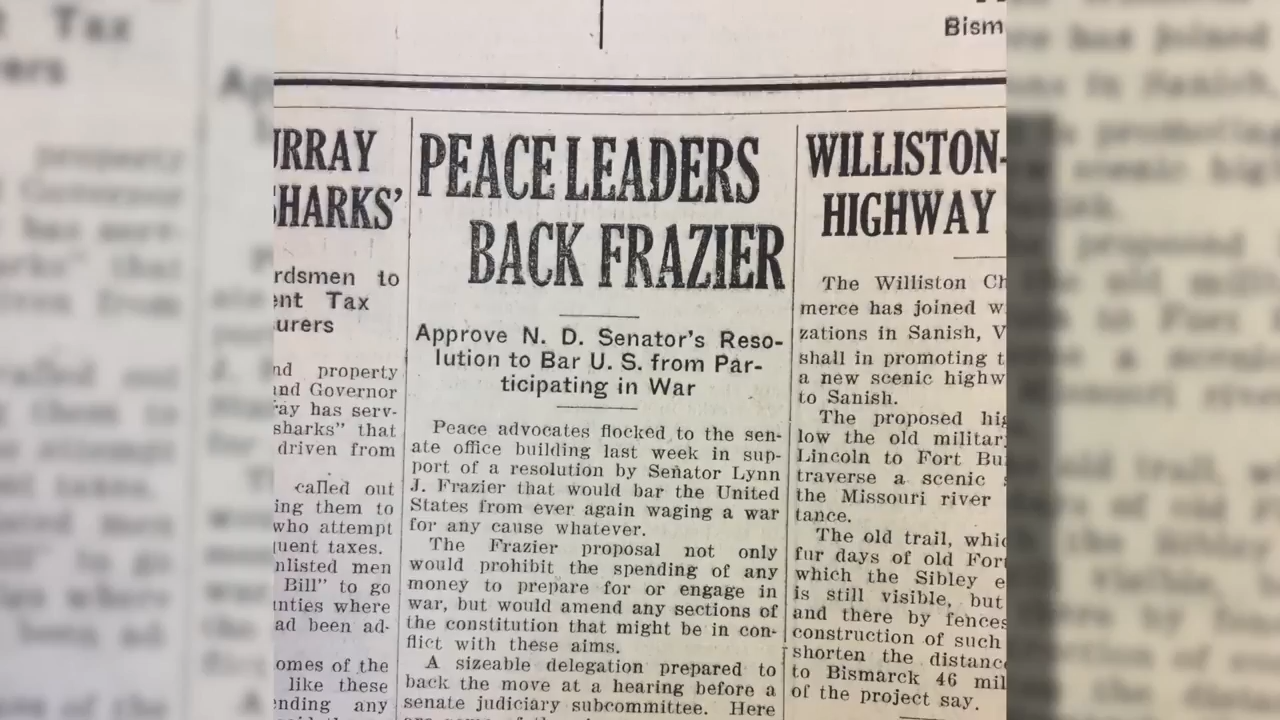 Bism
URRAY
SHARKS'
rdsmen to
ent Tax
urers
nd property
and Governor
ray has serv-
sharks" that
driven from
called out
ing them to
who attempt
quent taxes.
nlisted men
Bill" to go
unties where
ad been ad-
omes of the
like these
ending any
PEACE LEADERS
BACK FRAZIER
Approve N. D. Senator's Reso-
lution to Bar U. S. from Par-
ticipating in War
Peace advocates flocked to the sen-
ate office building last week in sup-
port of a resolution by Senator Lynn
J. Frazier that would bar the United
States from ever again waging a war
for any cause whatever.
The Frazier proposal not only
would prohibit the spending of any
money to prepare for or engage in
war, but would amend any sections of
the constitution that might be in con-
flict with these aims.
A sizeable delegation prepared to
back the move at a hearing before a
senate judiciary subcommittee. Here
WILLISTON-
HIGHWAY
The Williston Ch
merce has joined w
zations in Sanish, V
shall in promoting t
a new scenic highw
to Sanish.
The proposed hig
low the old militar
Lincoln to Fort Bu
traverse a scenic
the Missouri river
tance.
The old trail, whic
fur days of old Fort
which the Sibley e
is still visible, but
and there by fences
construction of such
shorten the distance
to Bismarck 46 mil
of the project say.